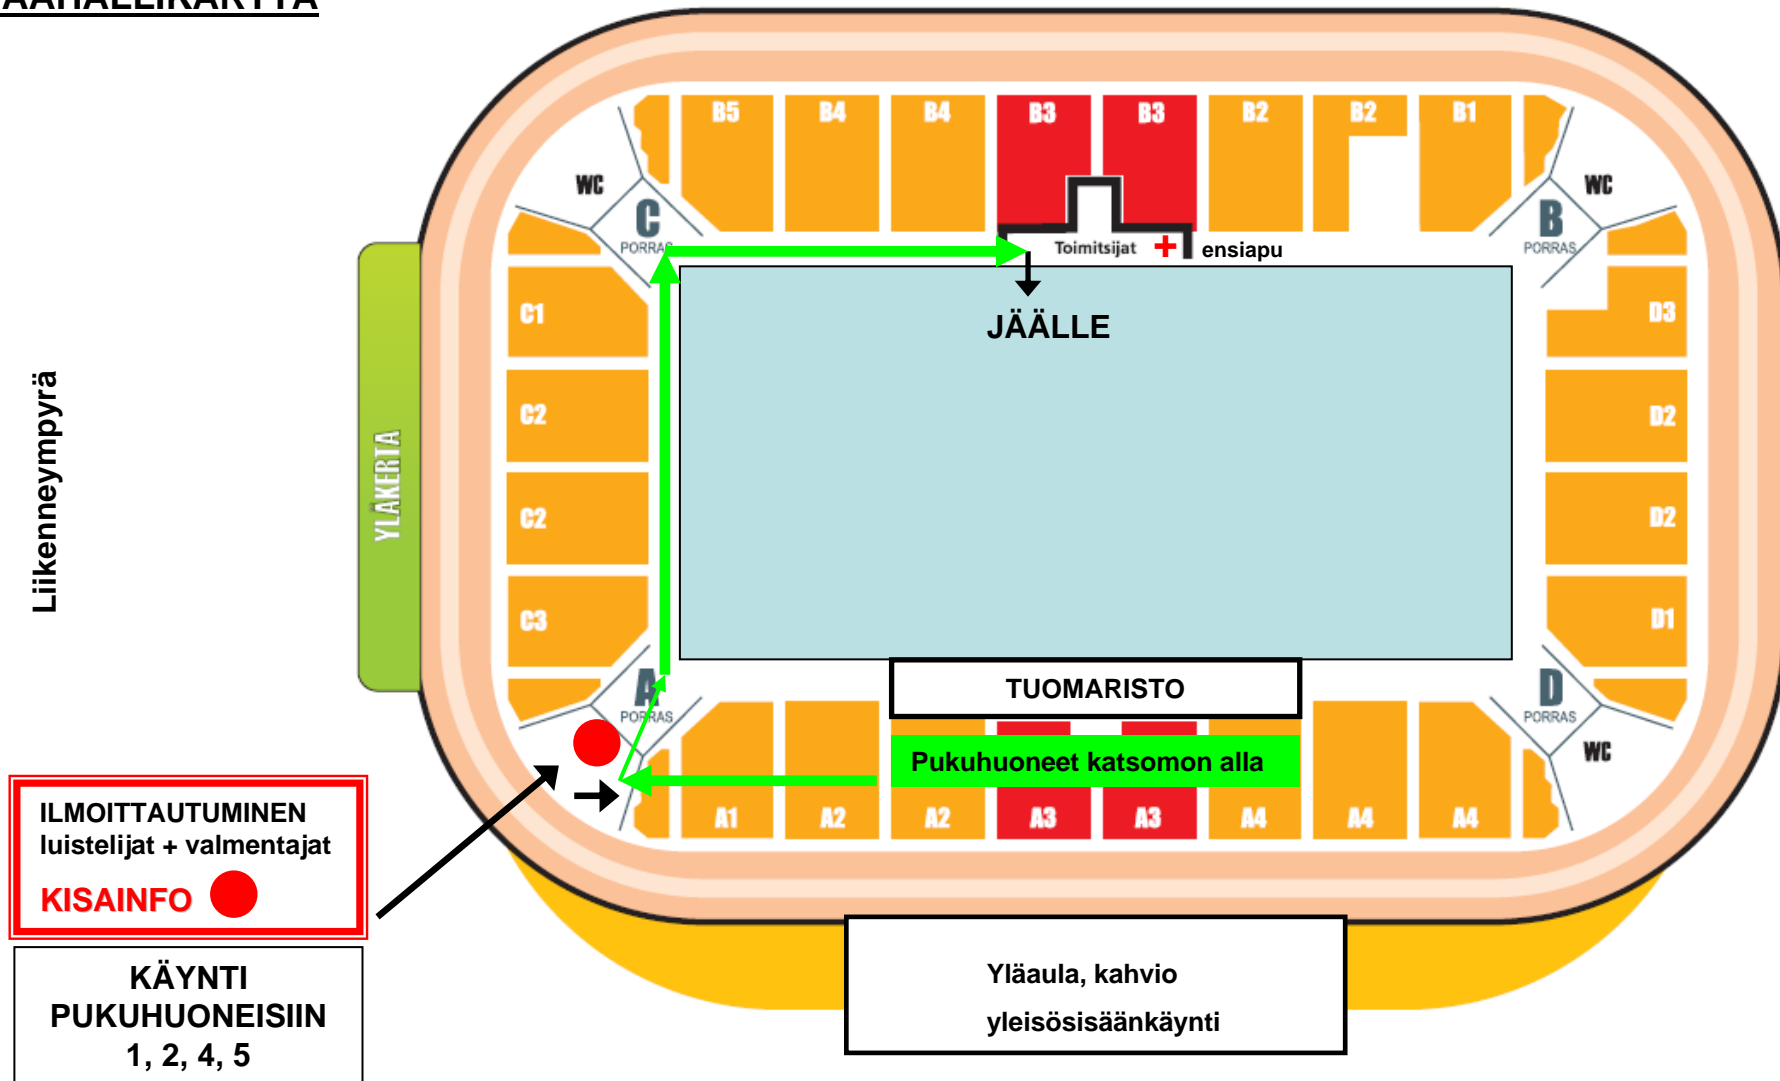 B5
B4
B4
B3
B3
B2
B2
B1
WC
WC
C
PORRAS
B
PORRAS
Toimitsijat
ensiapu
JÄÄLLE
C1
C2
C2
C3
D3
D2
D2
D1
YLÄKERTA
Liikenneympyrä
A
PORRAS
D
PORRAS
WC
TUOMARISTO
Pukuhuoneet katsomon alla
A1
A2
A2
A3
A3
A4
A4
A4
ILMOITTAUTUMINEN
luistelijat + valmentajat
KISAINFO
KÄYNTI
PUKUHUONEISIIN
1, 2, 4, 5
Yläaula, kahvio
yleisösisäänkäynti